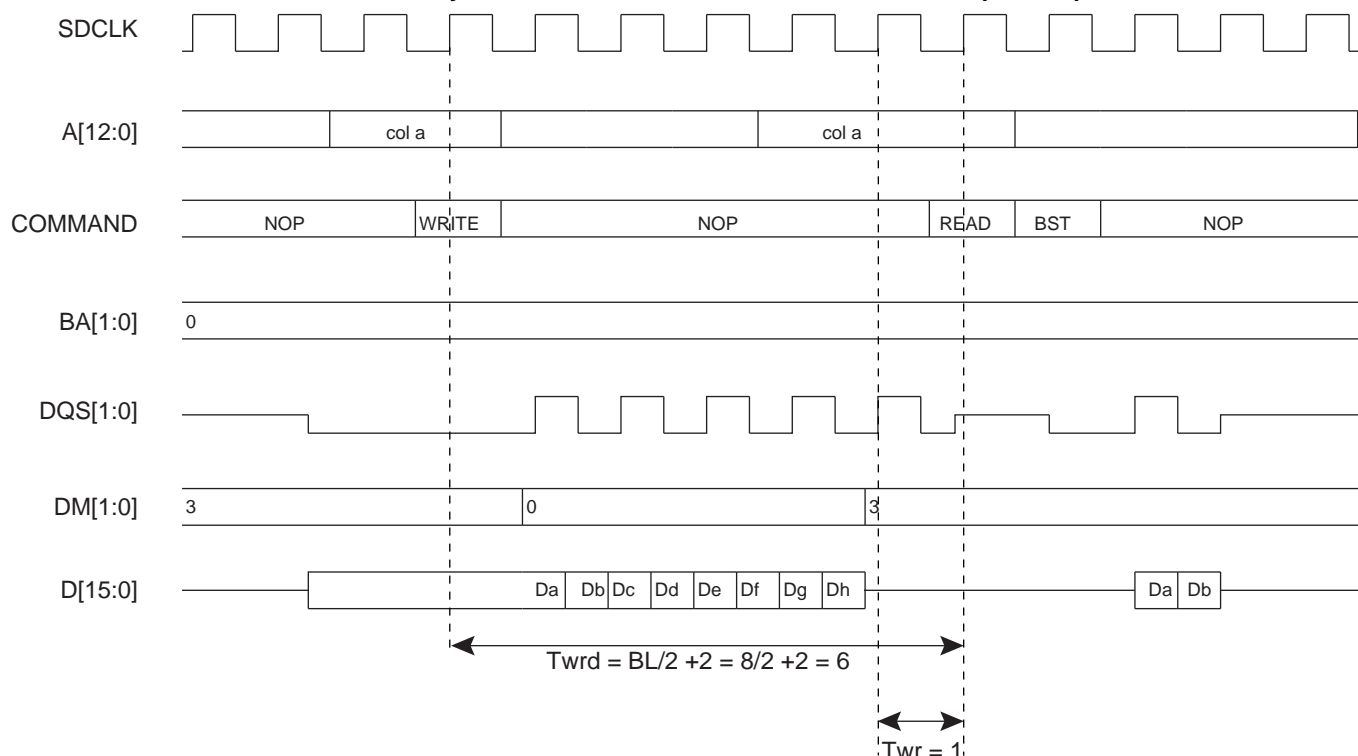 SDCLK
A[12:0] col a col a
COMMAND NOP WRITE NOP READ BST NOP
BA[1:0] 0
DQS[1:0]
DM[1:0] 3 0 3
D[15:0] Da Db Dc Dd De Df Dg Dh Da Db
Twrd = BL/2 +2 = 8/2 +2 = 6
Twr = 1